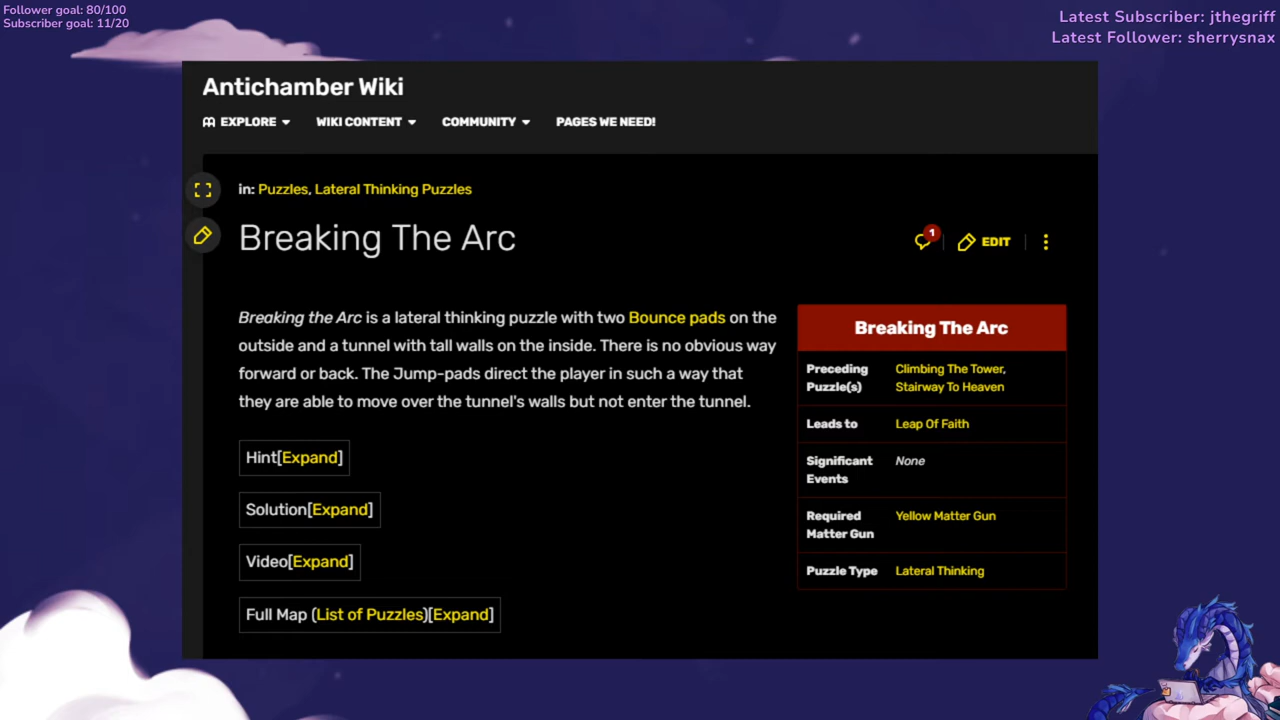 Follower goal: 80/100
Subscriber goal: 11/20
Latest Subscriber: jthegriff
Latest Follower: sherrysnax
Antichamber Wiki
EXPLORE WIKI CONTENT COMMUNITY PAGES WE NEED!
in: Puzzles, Lateral Thinking Puzzles
Breaking The Arc
1 EDIT
Breaking the Arc is a lateral thinking puzzle with two Bounce pads on the
outside and a tunnel with tall walls on the inside. There is no obvious way
forward or back. The Jump-pads direct the player in such a way that
they are able to move over the tunnel's walls but not enter the tunnel.
Hint[Expand]
Solution[Expand]
Video[Expand]
Full Map (List of Puzzles)[Expand]
Breaking The Arc
Preceding Puzzle(s) Climbing The Tower,
Stairway To Heaven
Leads to Leap Of Faith
Significant Events None
Required Matter Gun Yellow Matter Gun
Puzzle Type Lateral Thinking